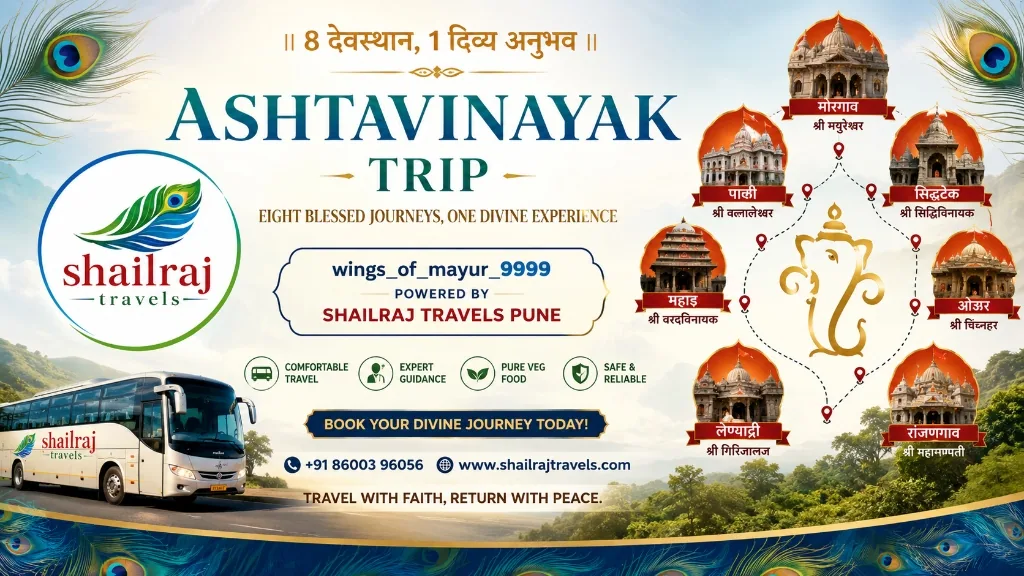 ॥ 8 देवस्थान, 1 दिव्य अनुभव ॥
ASHTAVINAYAK
TRIP
EIGHT BLESSED JOURNEYS, ONE DIVINE EXPERIENCE
shailraj
travels
wings_of_mayur_9999
POWERED BY
SHAILRAJ TRAVELS PUNE
COMFORTABLE
TRAVEL
EXPERT
GUIDANCE
PURE VEG
FOOD
SAFE &
RELIABLE
BOOK YOUR DIVINE JOURNEY TODAY!
+91 86003 96056
www.shailrajtravels.com
TRAVEL WITH FAITH, RETURN WITH PEACE.
shailraj
travels
मोरगाव
श्री मयुरेश्वर
पाळी
श्री वल्लालेश्वर
सिद्धटेक
श्री सिद्धिविनायक
महाड
श्री वरदविनायक
ओझर
श्री चिंच्नहर
लेण्याद्री
श्री गिरिजालज
रांजणगाव
श्री महामणपती